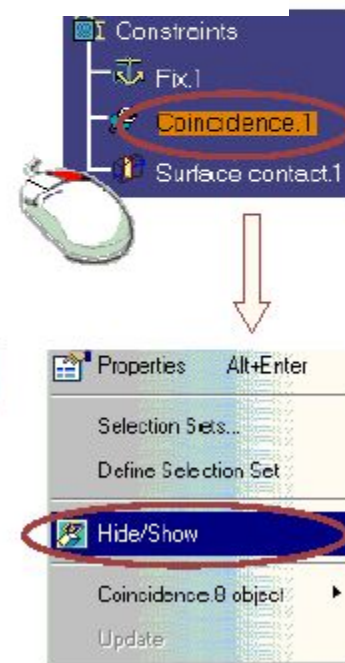 Constraints
Fix.1
Coincidence.1
Surface contact.1
Properties Alt+Enter
Selection Sets...
Define Selection Set
Hide/Show
Coincidence.8 object
Update